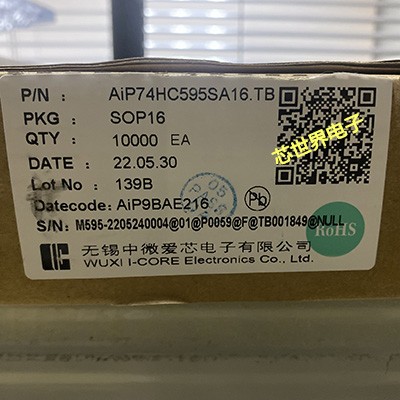 P/N : AiP74HC595SA16.TB
PKG : SOP16
QTY : 10000 EA
DATE : 22.05.30
Lot No : 139B
Datecode: AiP9BAE216
S/N: M595-2205240004@01@P0059@F@TB001849@NULL
无锡中微爱芯电子有限公司
WUXI I-CORE Electronics Co., Ltd.
芯世界电子
Pb
RoHS